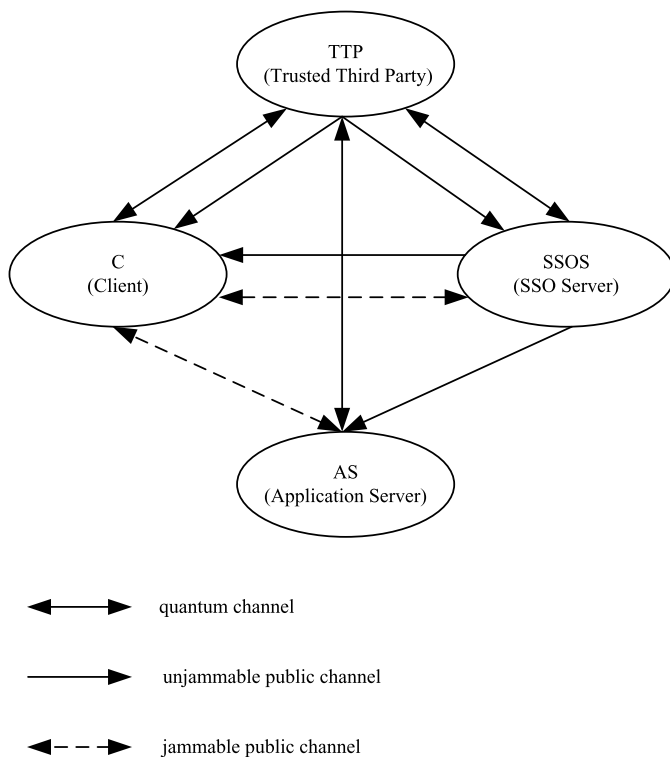 TTP
(Trusted Third Party)
C
(Client)
SSOS
(SSO Server)
AS
(Application Server)
quantum channel
unjammable public channel
jammable public channel